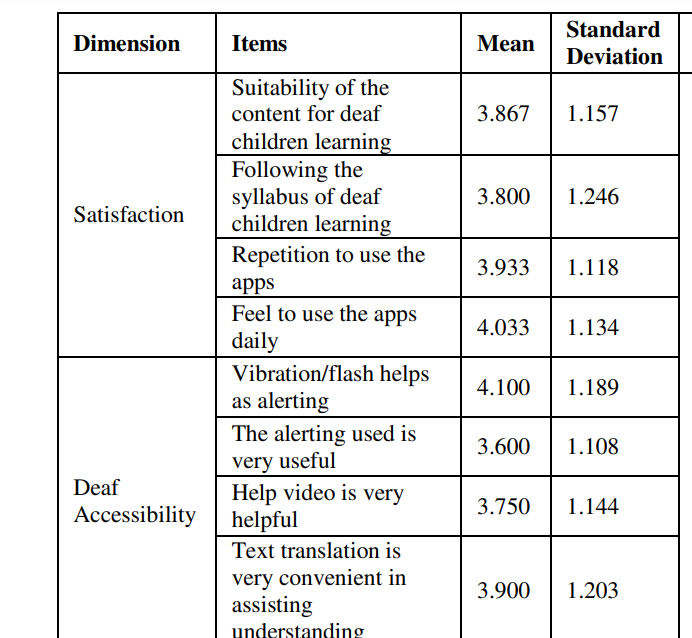 Dimension Items Mean Standard Deviation
Satisfaction
Suitability of the
content for deaf
children learning
3.867 1.157
Following the
syllabus of deaf
children learning
3.800 1.246
Repetition to use the
apps
3.933 1.118
Feel to use the apps
daily
4.033 1.134
Deaf
Accessibility
Vibration/flash helps
as alerting
4.100 1.189
The alerting used is
very useful
3.600 1.108
Help video is very
helpful
3.750 1.144
Text translation is
very convenient in
assisting
understanding
3.900 1.203